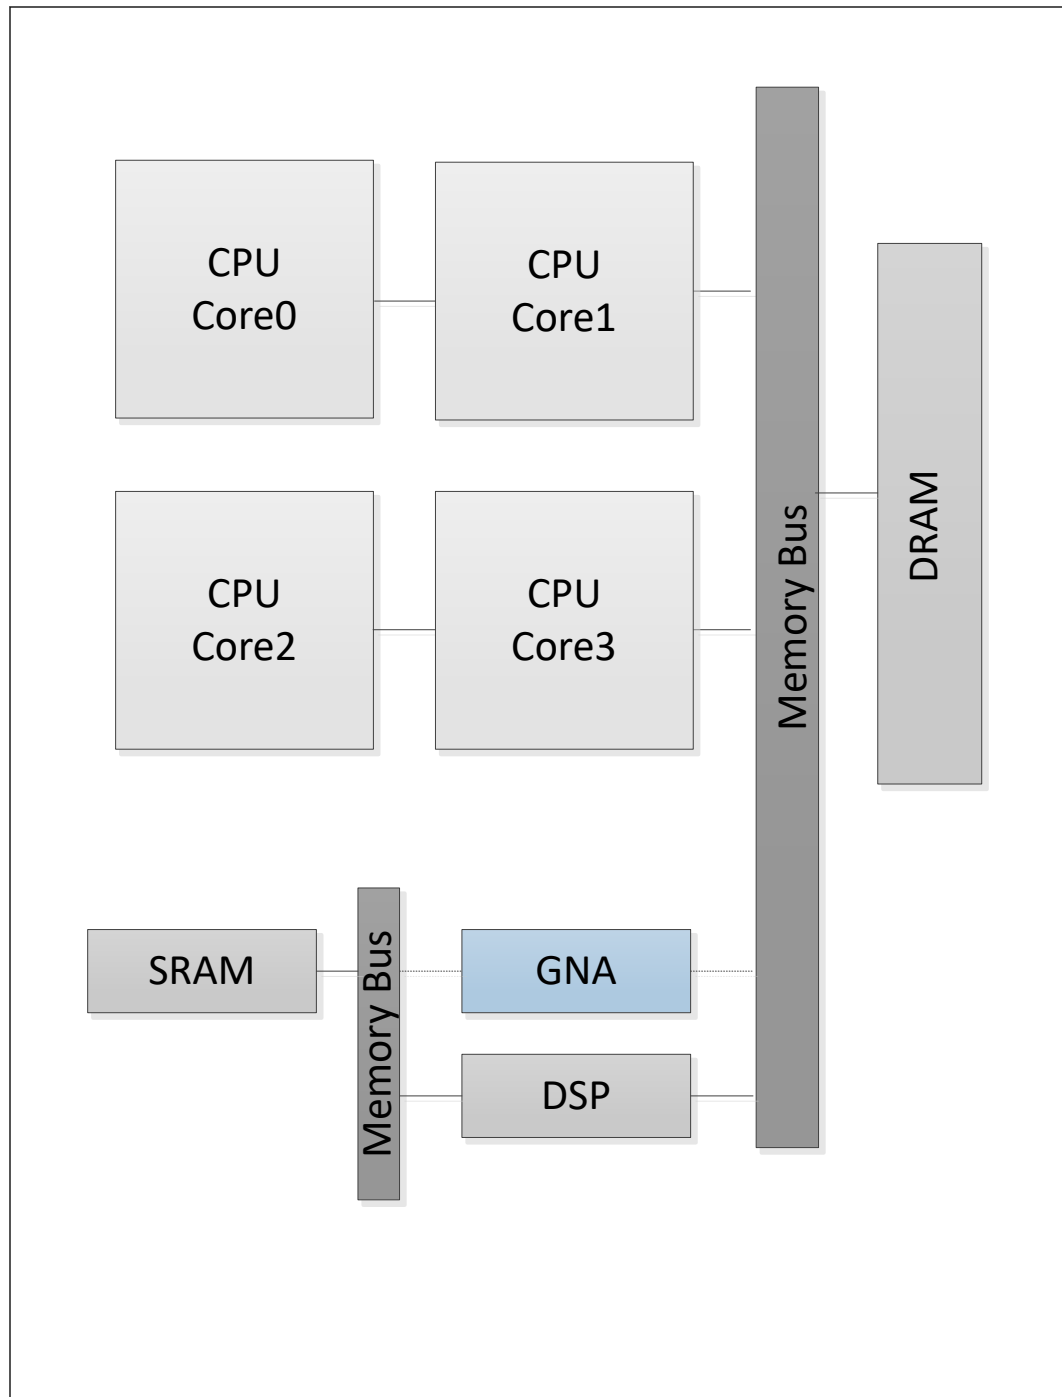 CPU
Core0
CPU
Core1
CPU
Core2
CPU
Core3
Memory Bus
DRAM
SRAM
Memory Bus
GNA
DSP